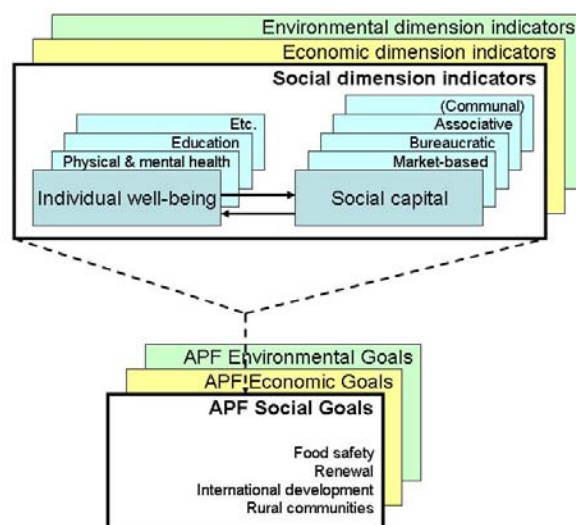 Environmental dimension indicators
Economic dimension indicators
Social dimension indicators
Etc.
Education
Physical & mental health
Individual well-being
(Communal)
Associative
Bureaucratic
Market-based
Social capital
APF Environmental Goals
APF Economic Goals
APF Social Goals
Food safety
Renewal
International development
Rural communities